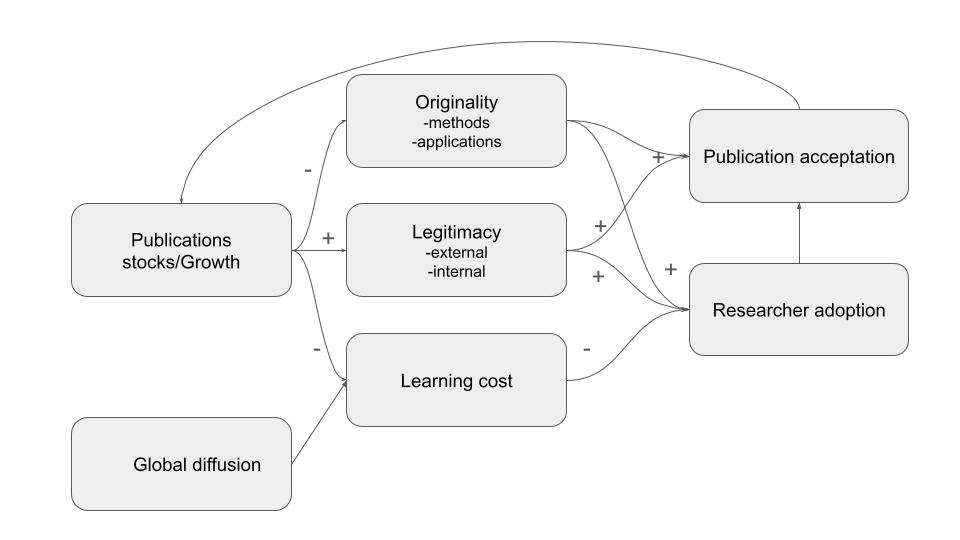 Originality
-methods
-applications
Publication acceptation
+
-
Publications
stocks/Growth
+
Legitimacy
-external
-internal
+
+
+
Researcher adoption
-
Learning cost
-
Global diffusion